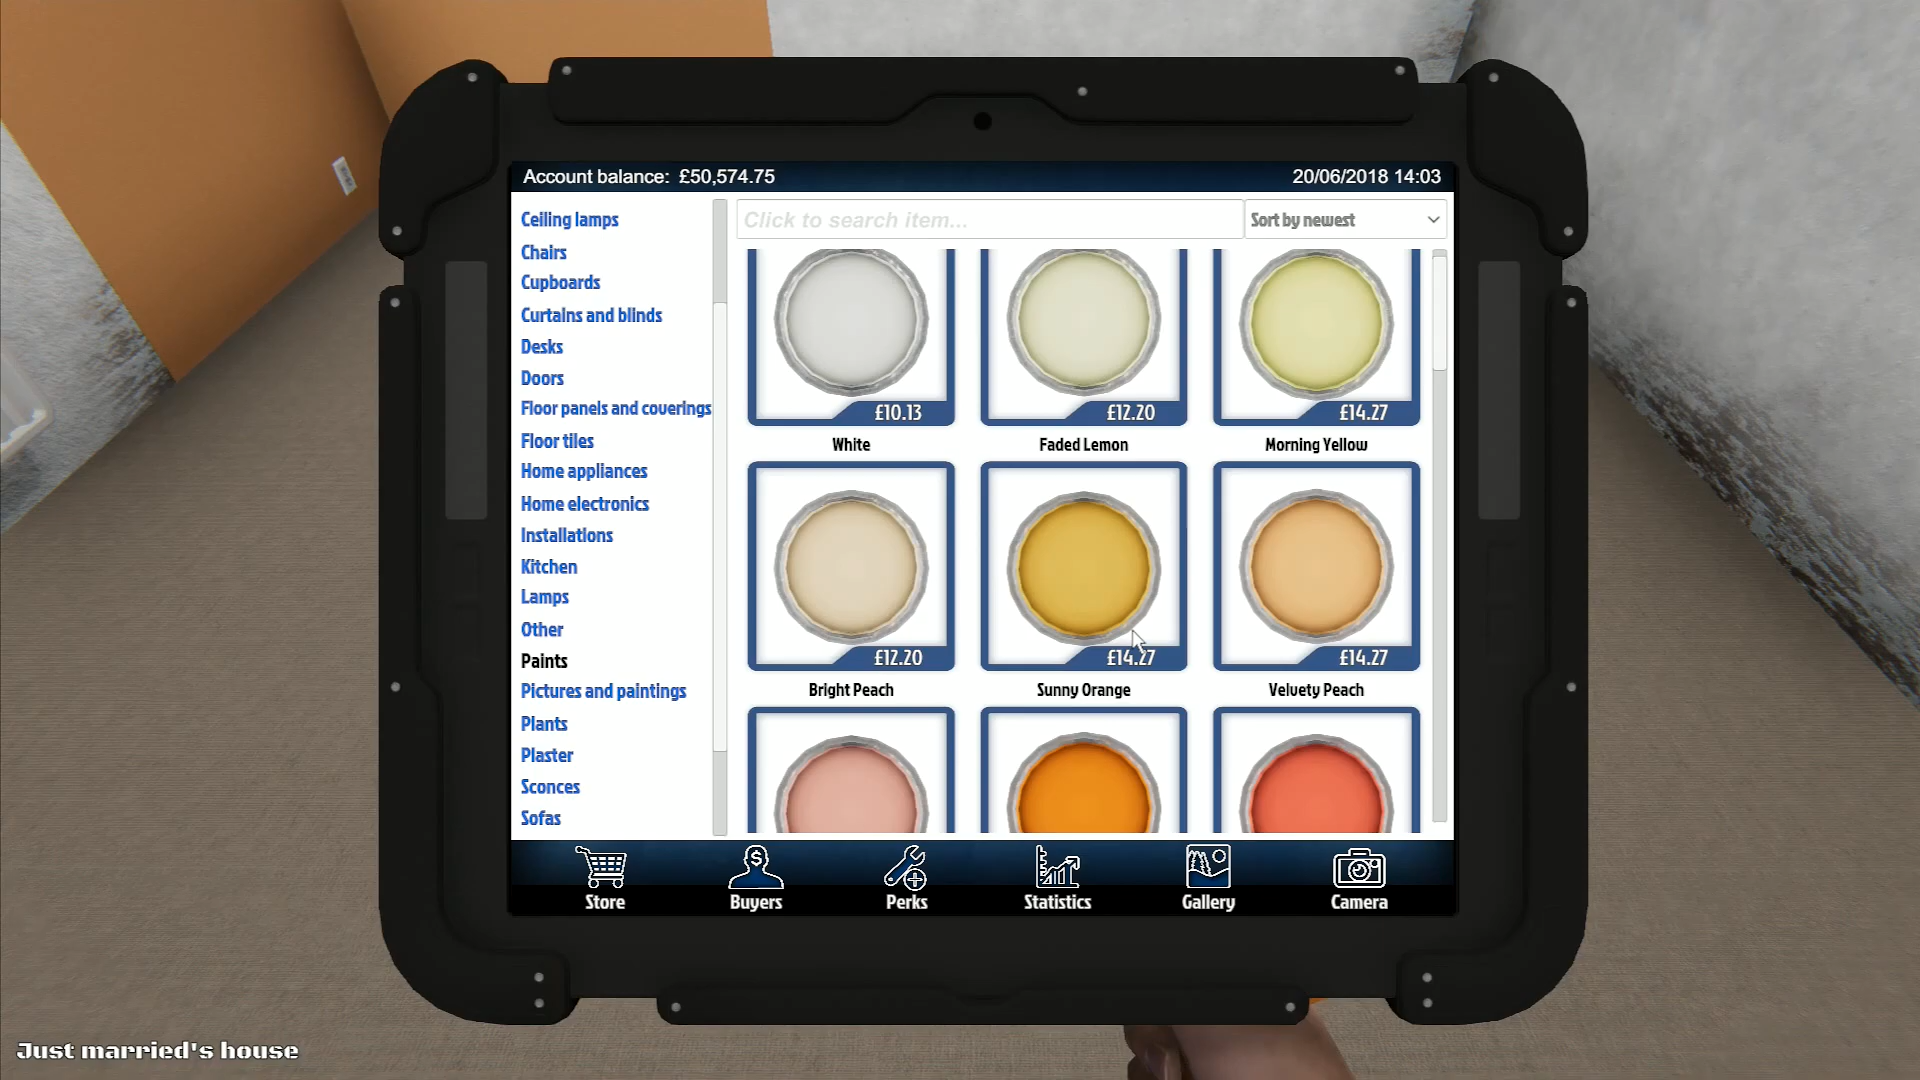 Account balance: £50,574.75
20/06/2018 14:03
Ceiling lamps
Chairs
Cupboards
Curtains and blinds
Desks
Doors
Floor panels and coverings
Floor tiles
Home appliances
Home electronics
Installations
Kitchen
Lamps
Other
Paints
Pictures and paintings
Plants
Plaster
Sconces
Sofas
Click to search item...
Sort by newest
£10.13
£12.20
£14.27
White
Faded Lemon
Morning Yellow
£12.20
£14.27
£14.27
Bright Peach
Sunny Orange
Velvety Peach
Store
Buyers
Perks
Statistics
Gallery
Camera
Just married's house